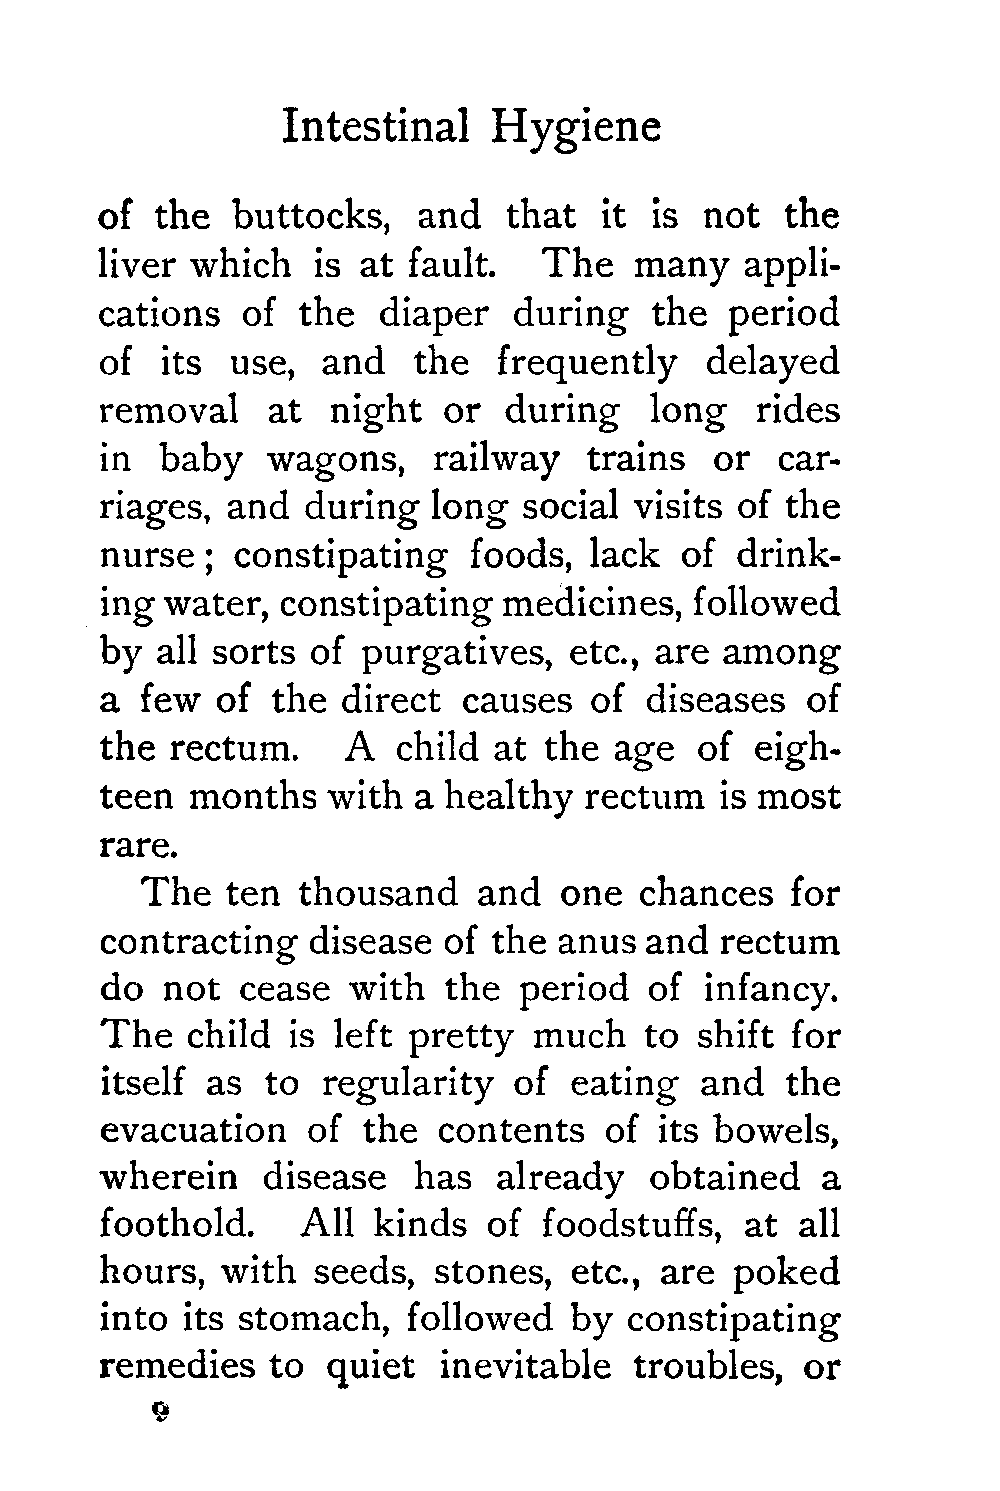 Intestinal Hygiene
of the buttocks, and that it is not the
liver which is at fault. The many appli-
cations of the diaper during the period
of its use, and the frequently delayed
removal at night or during long rides
in baby wagons, railway trains or car-
riages, and during long social visits of the
nurse ; constipating foods, lack of drink-
ing water, constipating medicines, followed
by all sorts of purgatives, etc., are among
a few of the direct causes of diseases of
the rectum. A child at the age of eigh-
teen months with a healthy rectum is most
rare.
The ten thousand and one chances for
contracting disease of the anus and rectum
do not cease with the period of infancy.
The child is left pretty much to shift for
itself as to regularity of eating and the
evacuation of the contents of its bowels,
wherein disease has already obtained a
foothold. All kinds of foodstuffs, at all
hours, with seeds, stones, etc., are poked
into its stomach, followed by constipating
remedies to quiet inevitable troubles, or
9